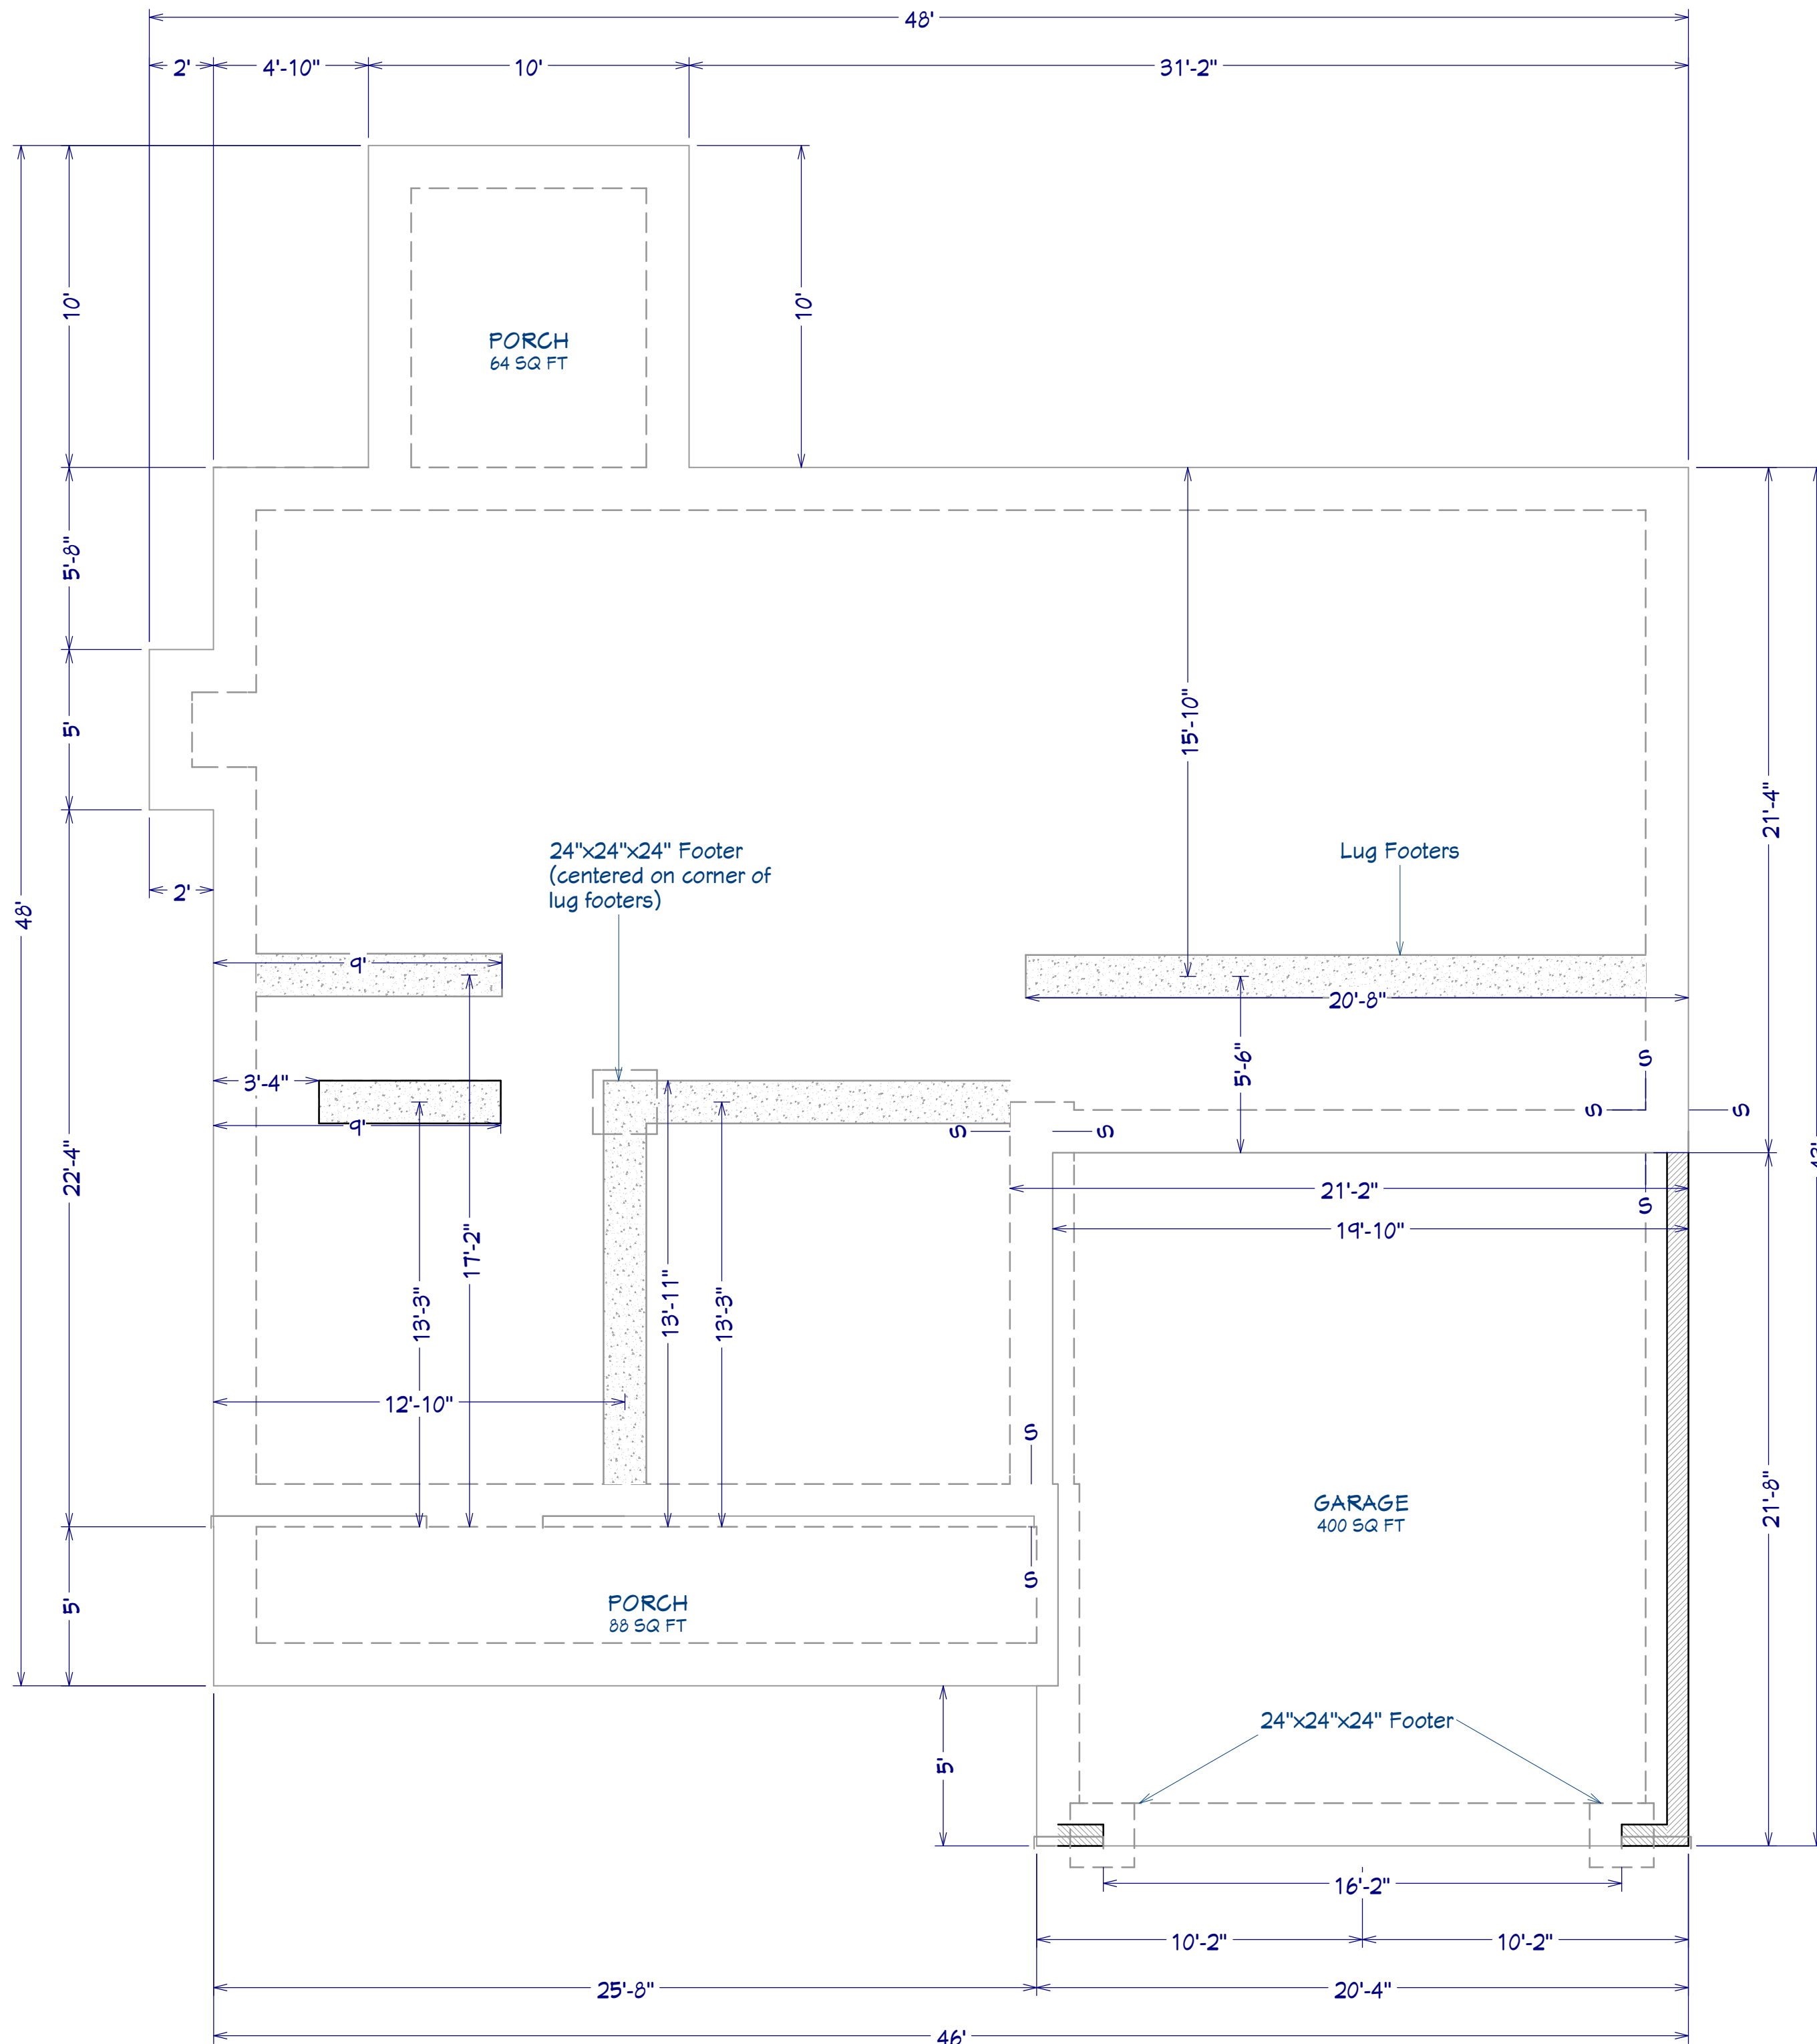 48'
2'
4'-10"
10'
31'-2"
10'
10'
PORCH
64 SQ FT
5'-8"
5'
15'-10"
21'-4"
24"x24"x24" Footer
(centered on corner of
lug footers)
Lug Footers
2'
48'
9'
20'-8"
5'-6"
S
3'-4"
S
S
9'
S
S
43'
22'-4"
21'-2"
S
19'-10"
17'-2"
13'-3"
13'-11"
13'-3"
12'-10"
S
GARAGE
400 SQ FT
21'-8"
S
5'
PORCH
88 SQ FT
24"x24"x24" Footer
5'
16'-2"
10'-2"
10'-2"
25'-8"
20'-4"
46'